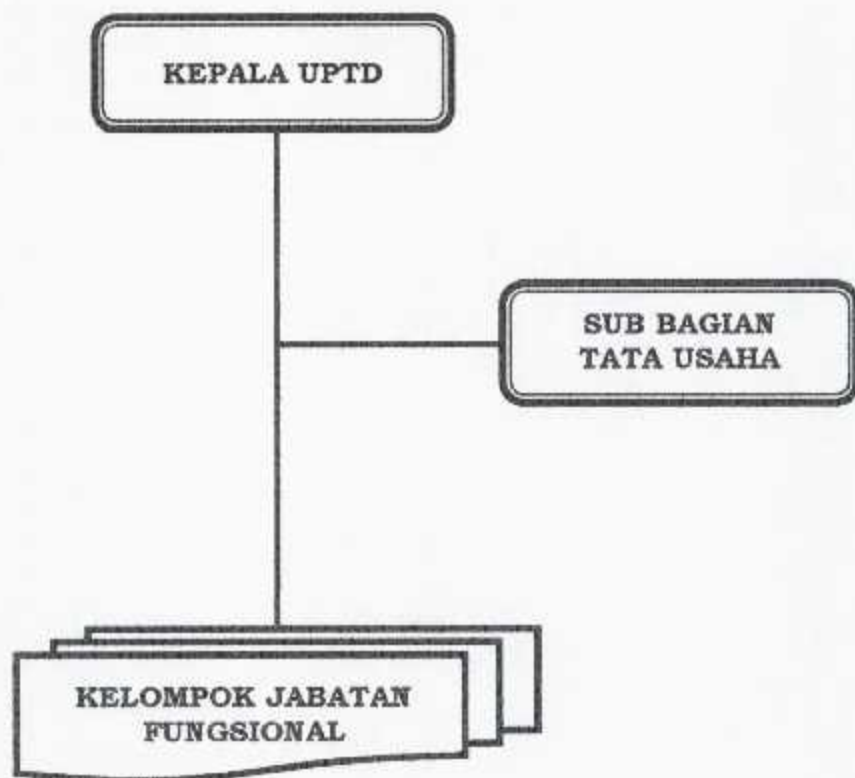 KEPALA UPTD
SUB BAGIAN
TATA USAHA
KELOMPOK JABATAN
FUNGSIONAL